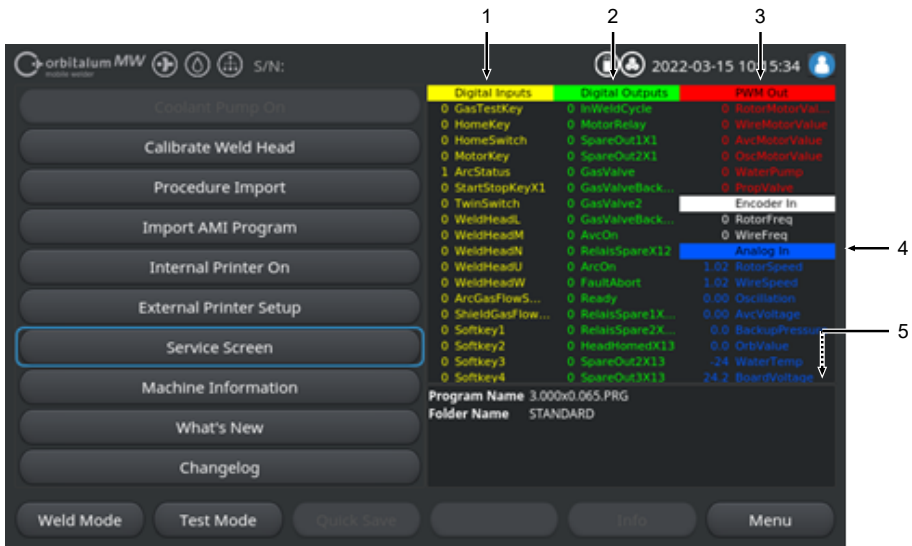 1 2 3
orbitalum MW S/N: 2022-03-15 10:15:34
mobile welder
Coolant Pump On
Calibrate Weld Head
Procedure Import
Import AMI Program
Internal Printer On
External Printer Setup
Service Screen
Machine Information
What's New
Changelog
Digital Inputs
0 GasTestKey
0 HomeKey
0 HomeSwitch
0 MotorKey
1 ArcStatus
0 StartStopKeyX1
0 TwinSwitch
0 WeldHeadL
0 WeldHeadM
0 WeldHeadN
0 WeldHeadU
0 WeldHeadW
0 ArcGasFlowS...
0 ShieldGasFlow...
0 Softkey1
0 Softkey2
0 Softkey3
0 Softkey4
Digital Outputs
0 InWeldCycle
0 MotorRelay
0 SpareOut1X1
0 SpareOut2X1
0 GasValve
0 GasValveBack...
0 GasValve2
0 GasValveBack...
0 AvcOn
0 RelaisSpareX12
0 ArcOn
0 FaultAbort
0 Ready
0 RelaisSpare1X...
0 RelaisSpare2X...
0 HeadHomedX13
0 SpareOut2X13
0 SpareOut3X13
PWM Out
0 RotorMotorVal...
0 WireMotorValue
0 AvcMotorValue
0 OscMotorValue
0 WaterPump
0 PropValve
Encoder In
0 RotorFreq
0 WireFreq
Analog In
1.02 RotorSpeed
1.02 WireSpeed
0.00 Oscillation
0.00 AvcVoltage
0.0 BackupPressure
0.0 OrbValue
-24 WaterTemp
24.2 BoardVoltage
4
5
Program Name 3.000x0.065.PRG
Folder Name STANDARD
Weld Mode Test Mode Quick Save Info Menu